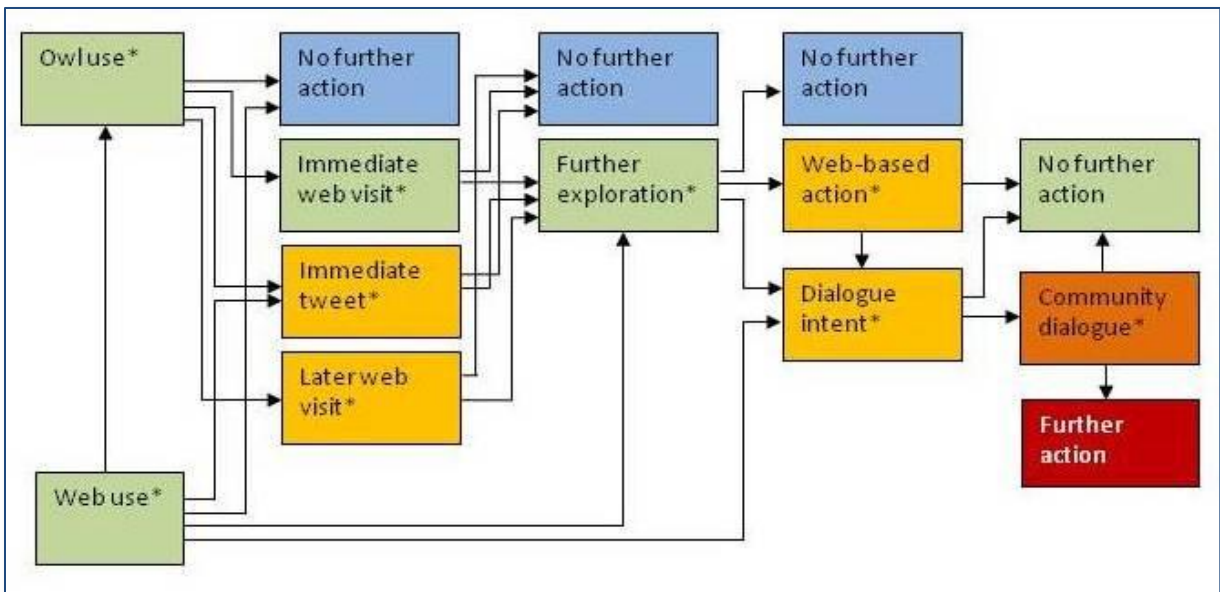 Owl use*
No further
action
No further
action
No further
action
Immediate
web visit*
Further
exploration*
Web-based
action*
No further
action
Immediate
tweet*
Dialogue
intent*
Community
dialogue*
Later web
visit*
Further
action
Web use*